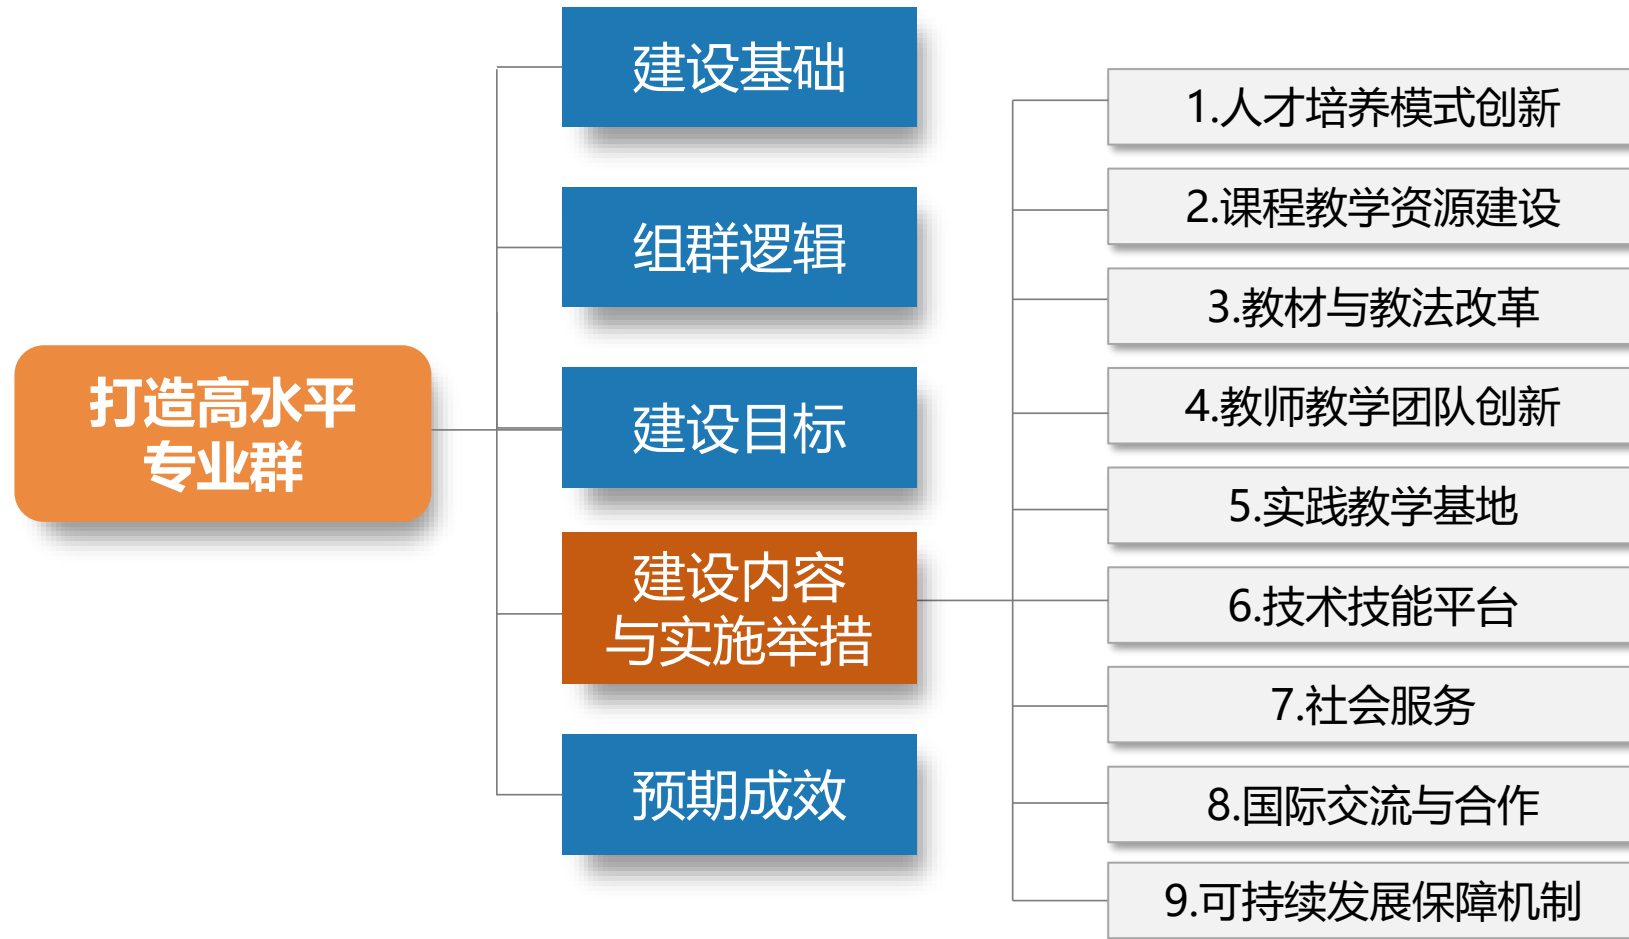 打造高水平
专业群
建设基础
组群逻辑
建设目标
建设内容
与实施举措
预期成效
1.人才培养模式创新
2.课程教学资源建设
3.教材与教法改革
4.教师教学团队创新
5.实践教学基地
6.技术技能平台
7.社会服务
8.国际交流与合作
9.可持续发展保障机制